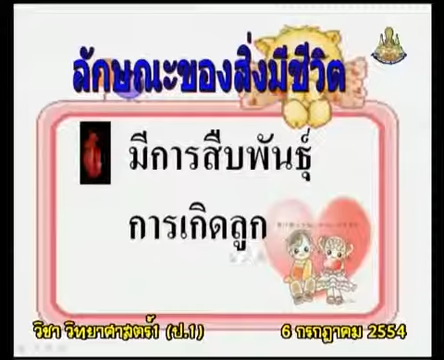 ลักษณะของสิ่งมีชีวิต
มีการสืบพันธุ์
การเกิดลูก
วิชา วิทยาศาสตร์1 (ป.1)
6 กรกฎาคม 2554